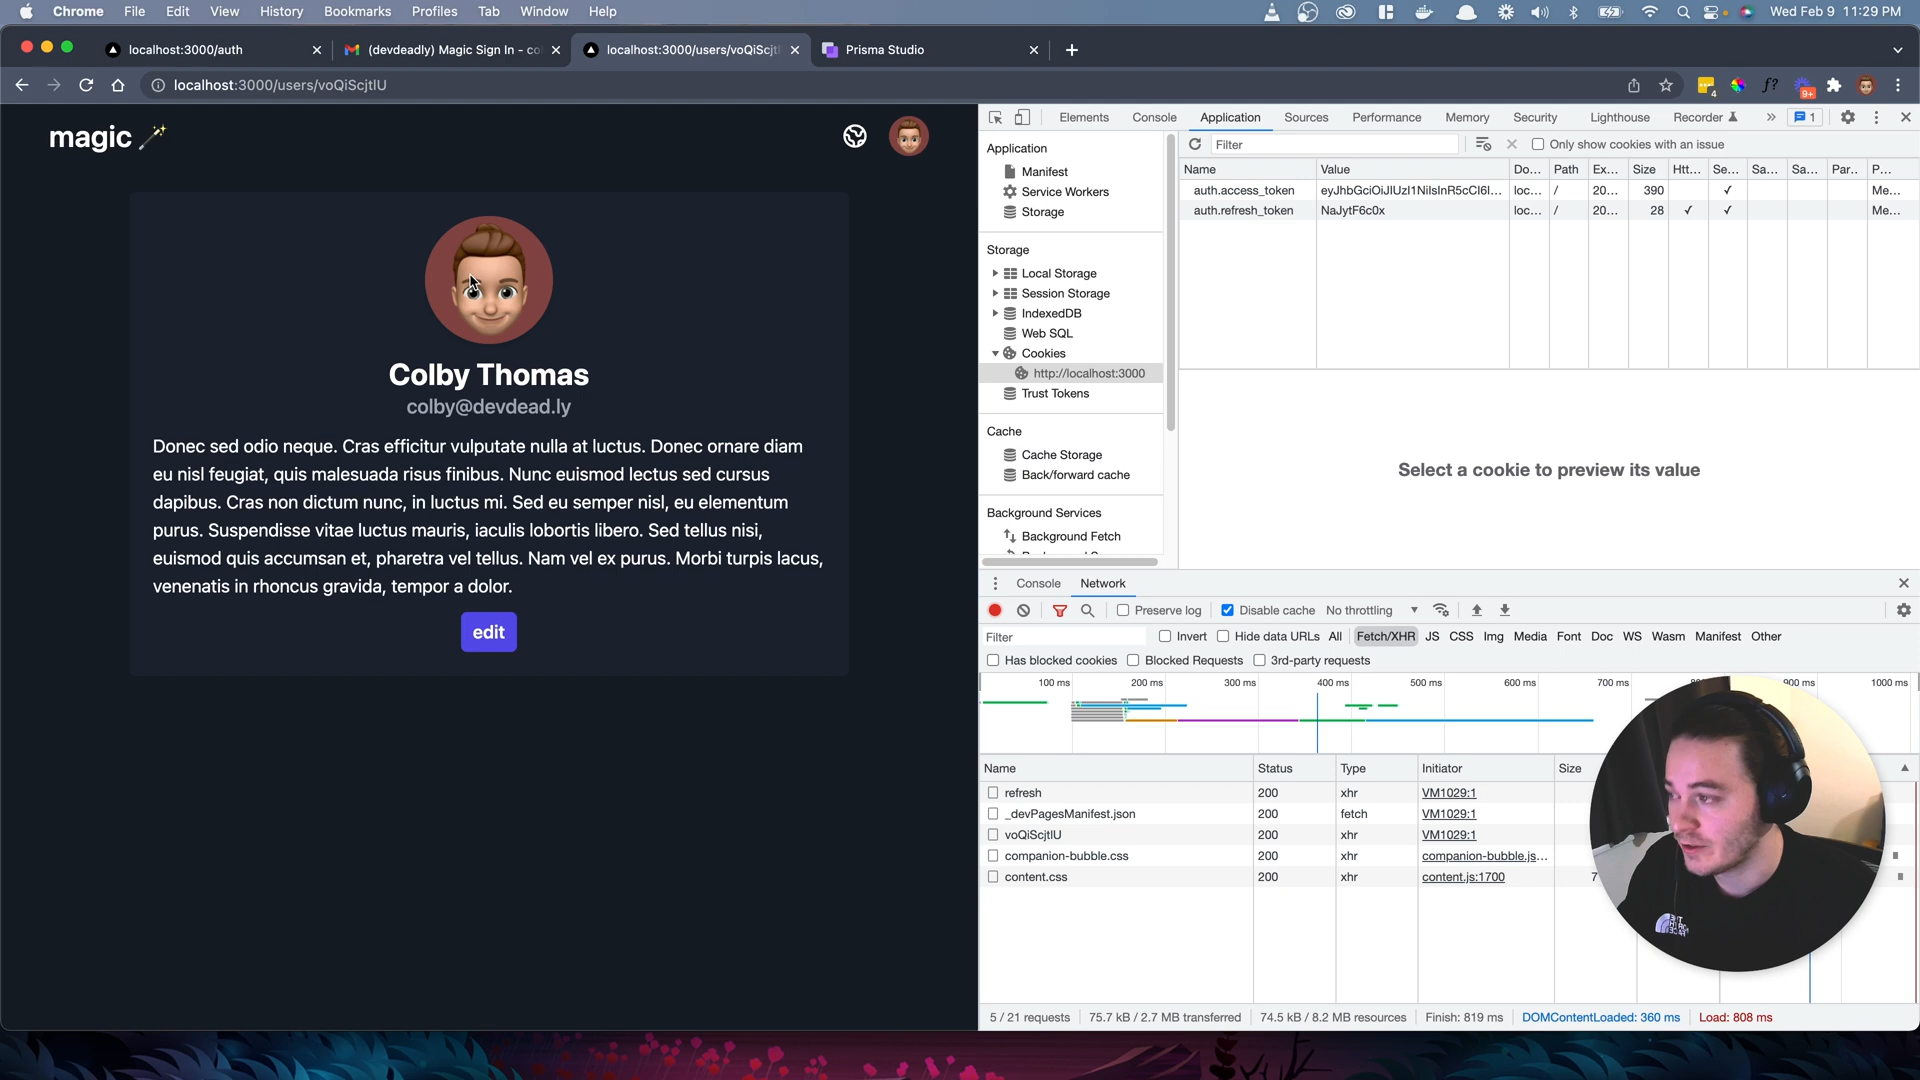 Chrome File Edit View History Bookmarks Profiles Tab Window Help
Wed Feb 9 11:29 PM
localhost:3000/auth
(devdeadly) Magic Sign In - co
localhost:3000/users/voQiScjtl
Prisma Studio
localhost:3000/users/voQiScjtlU
4
f?
9+
magic
Colby Thomas
colby@devdead.ly
Donec sed odio neque. Cras efficitur vulputate nulla at luctus. Donec ornare diam
eu nisl feugiat, quis malesuada risus finibus. Nunc euismod lectus sed cursus
dapibus. Cras non dictum nunc, in luctus mi. Sed eu semper nisl, eu elementum
purus. Suspendisse vitae luctus mauris, iaculis lobortis libero. Sed tellus nisi,
euismod quis accumsan et, pharetra vel tellus. Nam vel ex purus. Morbi turpis lacus,
venenatis in rhoncus gravida, tempor a dolor.
edit
Elements Console Application Sources Performance Memory Security Lighthouse Recorder » 1
Application
Manifest
Service Workers
Storage
Storage
Local Storage
Session Storage
IndexedDB
Web SQL
Cookies
http://localhost:3000
Trust Tokens
Cache
Cache Storage
Back/forward cache
Background Services
Background Fetch
Filter
Only show cookies with an issue
Name Value Do... Path Ex... Size Htt... Se... Sa... Sa... Par.. P...
auth.access_token eyJhbGciOiJIUzI1NiIsInR5cCI6I... loc... / 20... 390 ✓ Me...
auth.refresh_token NaJytF6c0x loc... / 20... 28 ✓ ✓ Me...
Select a cookie to preview its value
Console Network
Preserve log Disable cache No throttling
Filter
Invert Hide data URLs All Fetch/XHR JS CSS Img Media Font Doc WS Wasm Manifest Other
Has blocked cookies Blocked Requests 3rd-party requests
100 ms 200 ms 300 ms 400 ms 500 ms 600 ms 700 ms 900 ms 1000 ms
Name Status Type Initiator Size
refresh 200 xhr VM1029:1
_devPagesManifest.json 200 fetch VM1029:1
voQiScjtlU 200 xhr VM1029:1
companion-bubble.css 200 xhr companion-bubble.js...
content.css 200 xhr content.js:1700 7
5 / 21 requests 75.7 kB / 2.7 MB transferred 74.5 kB / 8.2 MB resources Finish: 819 ms DOMContentLoaded: 360 ms Load: 808 ms